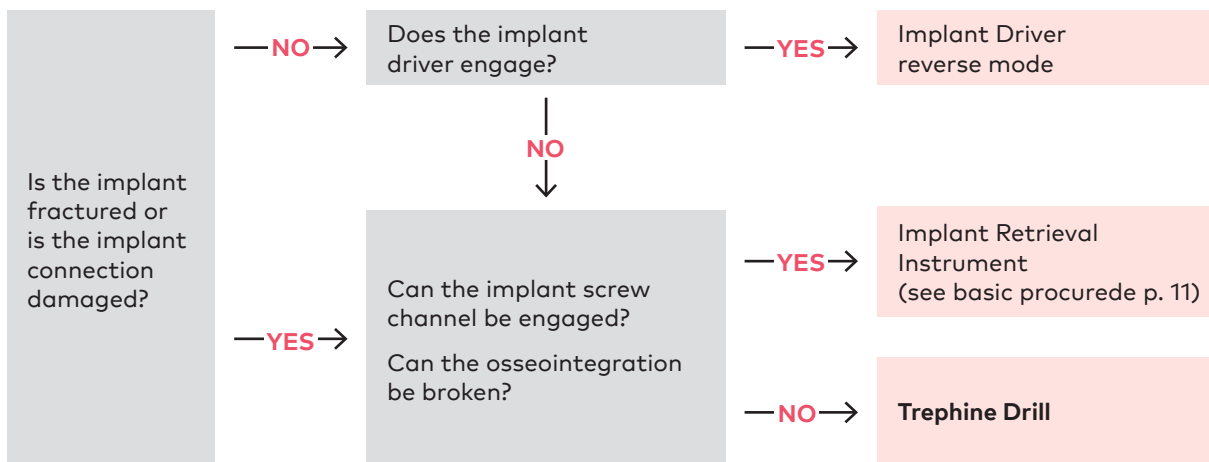 Is the implant
fractured or
is the implant
connection
damaged?
NO
Does the implant
driver engage?
YES
Implant Driver
reverse mode
NO
YES
Can the implant screw
channel be engaged?
Can the osseointegration
be broken?
YES
Implant Retrieval
Instrument
(see basic procurede p. 11)
NO
Trephine Drill